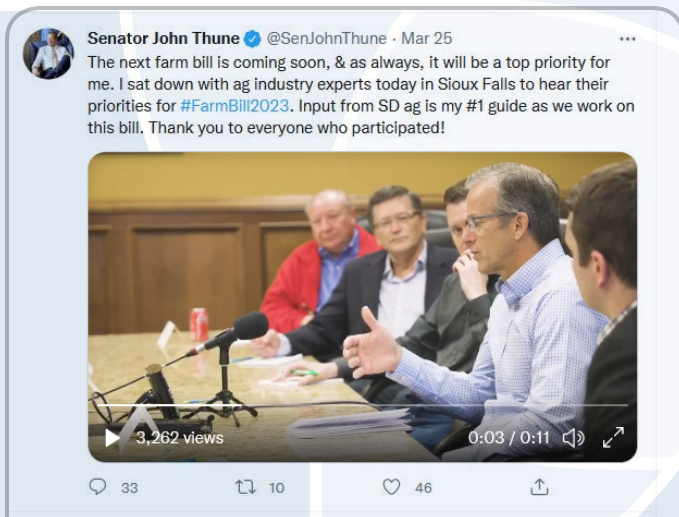 Senator John Thune @SenJohnThune · Mar 25
The next farm bill is coming soon, & as always, it will be a top priority for
me. I sat down with ag industry experts today in Sioux Falls to hear their
priorities for #FarmBill2023. Input from SD ag is my #1 guide as we work on
this bill. Thank you to everyone who participated!
3,262 views
0:03 / 0:11
33
10
46